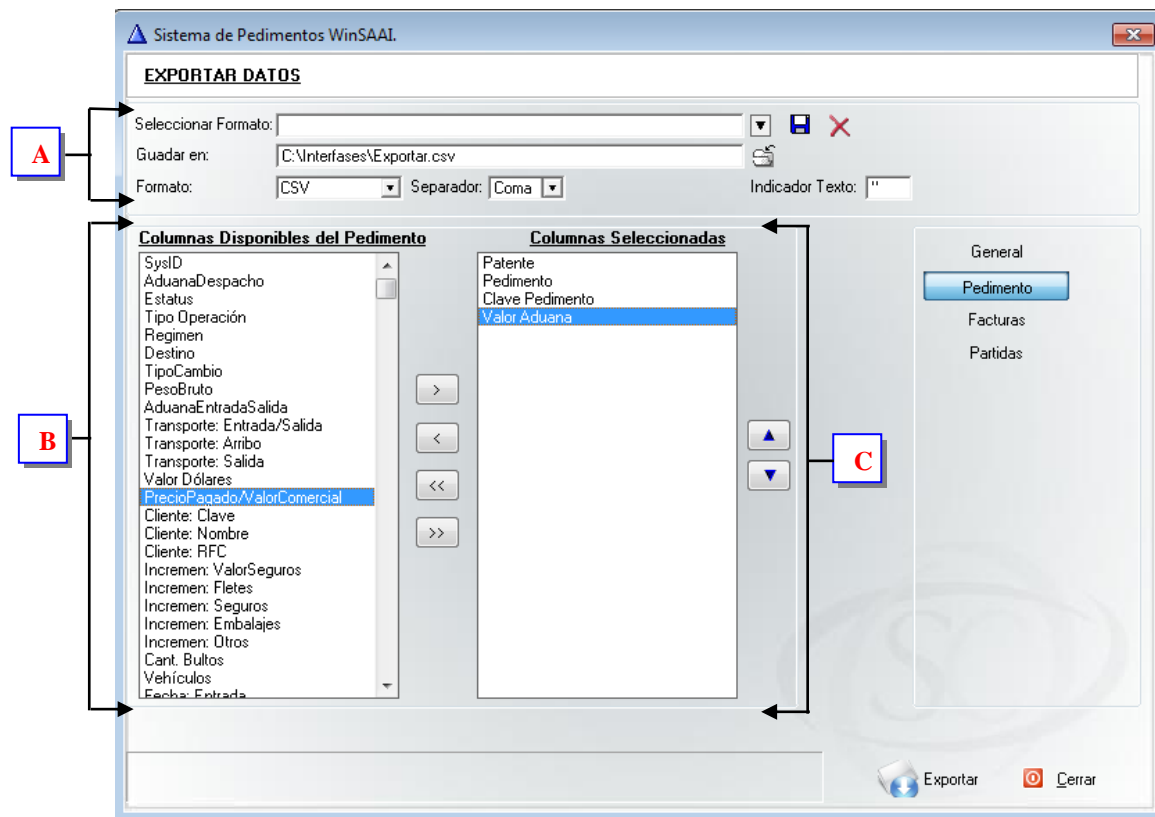 Sistema de Pedimentos WinSAAI.
EXPORTAR DATOS
A
Seleccionar Formato:
Guadar en: C:\Interfases\Exportar.csv
Formato: CSV Separador: Coma Indicador Texto: "
B
Columnas Disponibles del Pedimento
SysID
AduanaDespacho
Estatus
Tipo Operación
Regimen
Destino
TipoCambio
PesoBruto
AduanaEntradaSalida
Transporte: Entrada/Salida
Transporte: Arribo
Transporte: Salida
Valor Dólares
PrecioPagado/ValorComercial
Cliente: Clave
Cliente: Nombre
Cliente: RFC
Incremen: ValorSeguros
Incremen: Fletes
Incremen: Seguros
Incremen: Embalajes
Incremen: Otros
Cant. Bultos
Vehículos
Fecha: Entrada
>
<
<<
>>
Columnas Seleccionadas
Patente
Pedimento
Clave Pedimento
Valor Aduana
C
General
Pedimento
Facturas
Partidas
SCI
Exportar
Cerrar